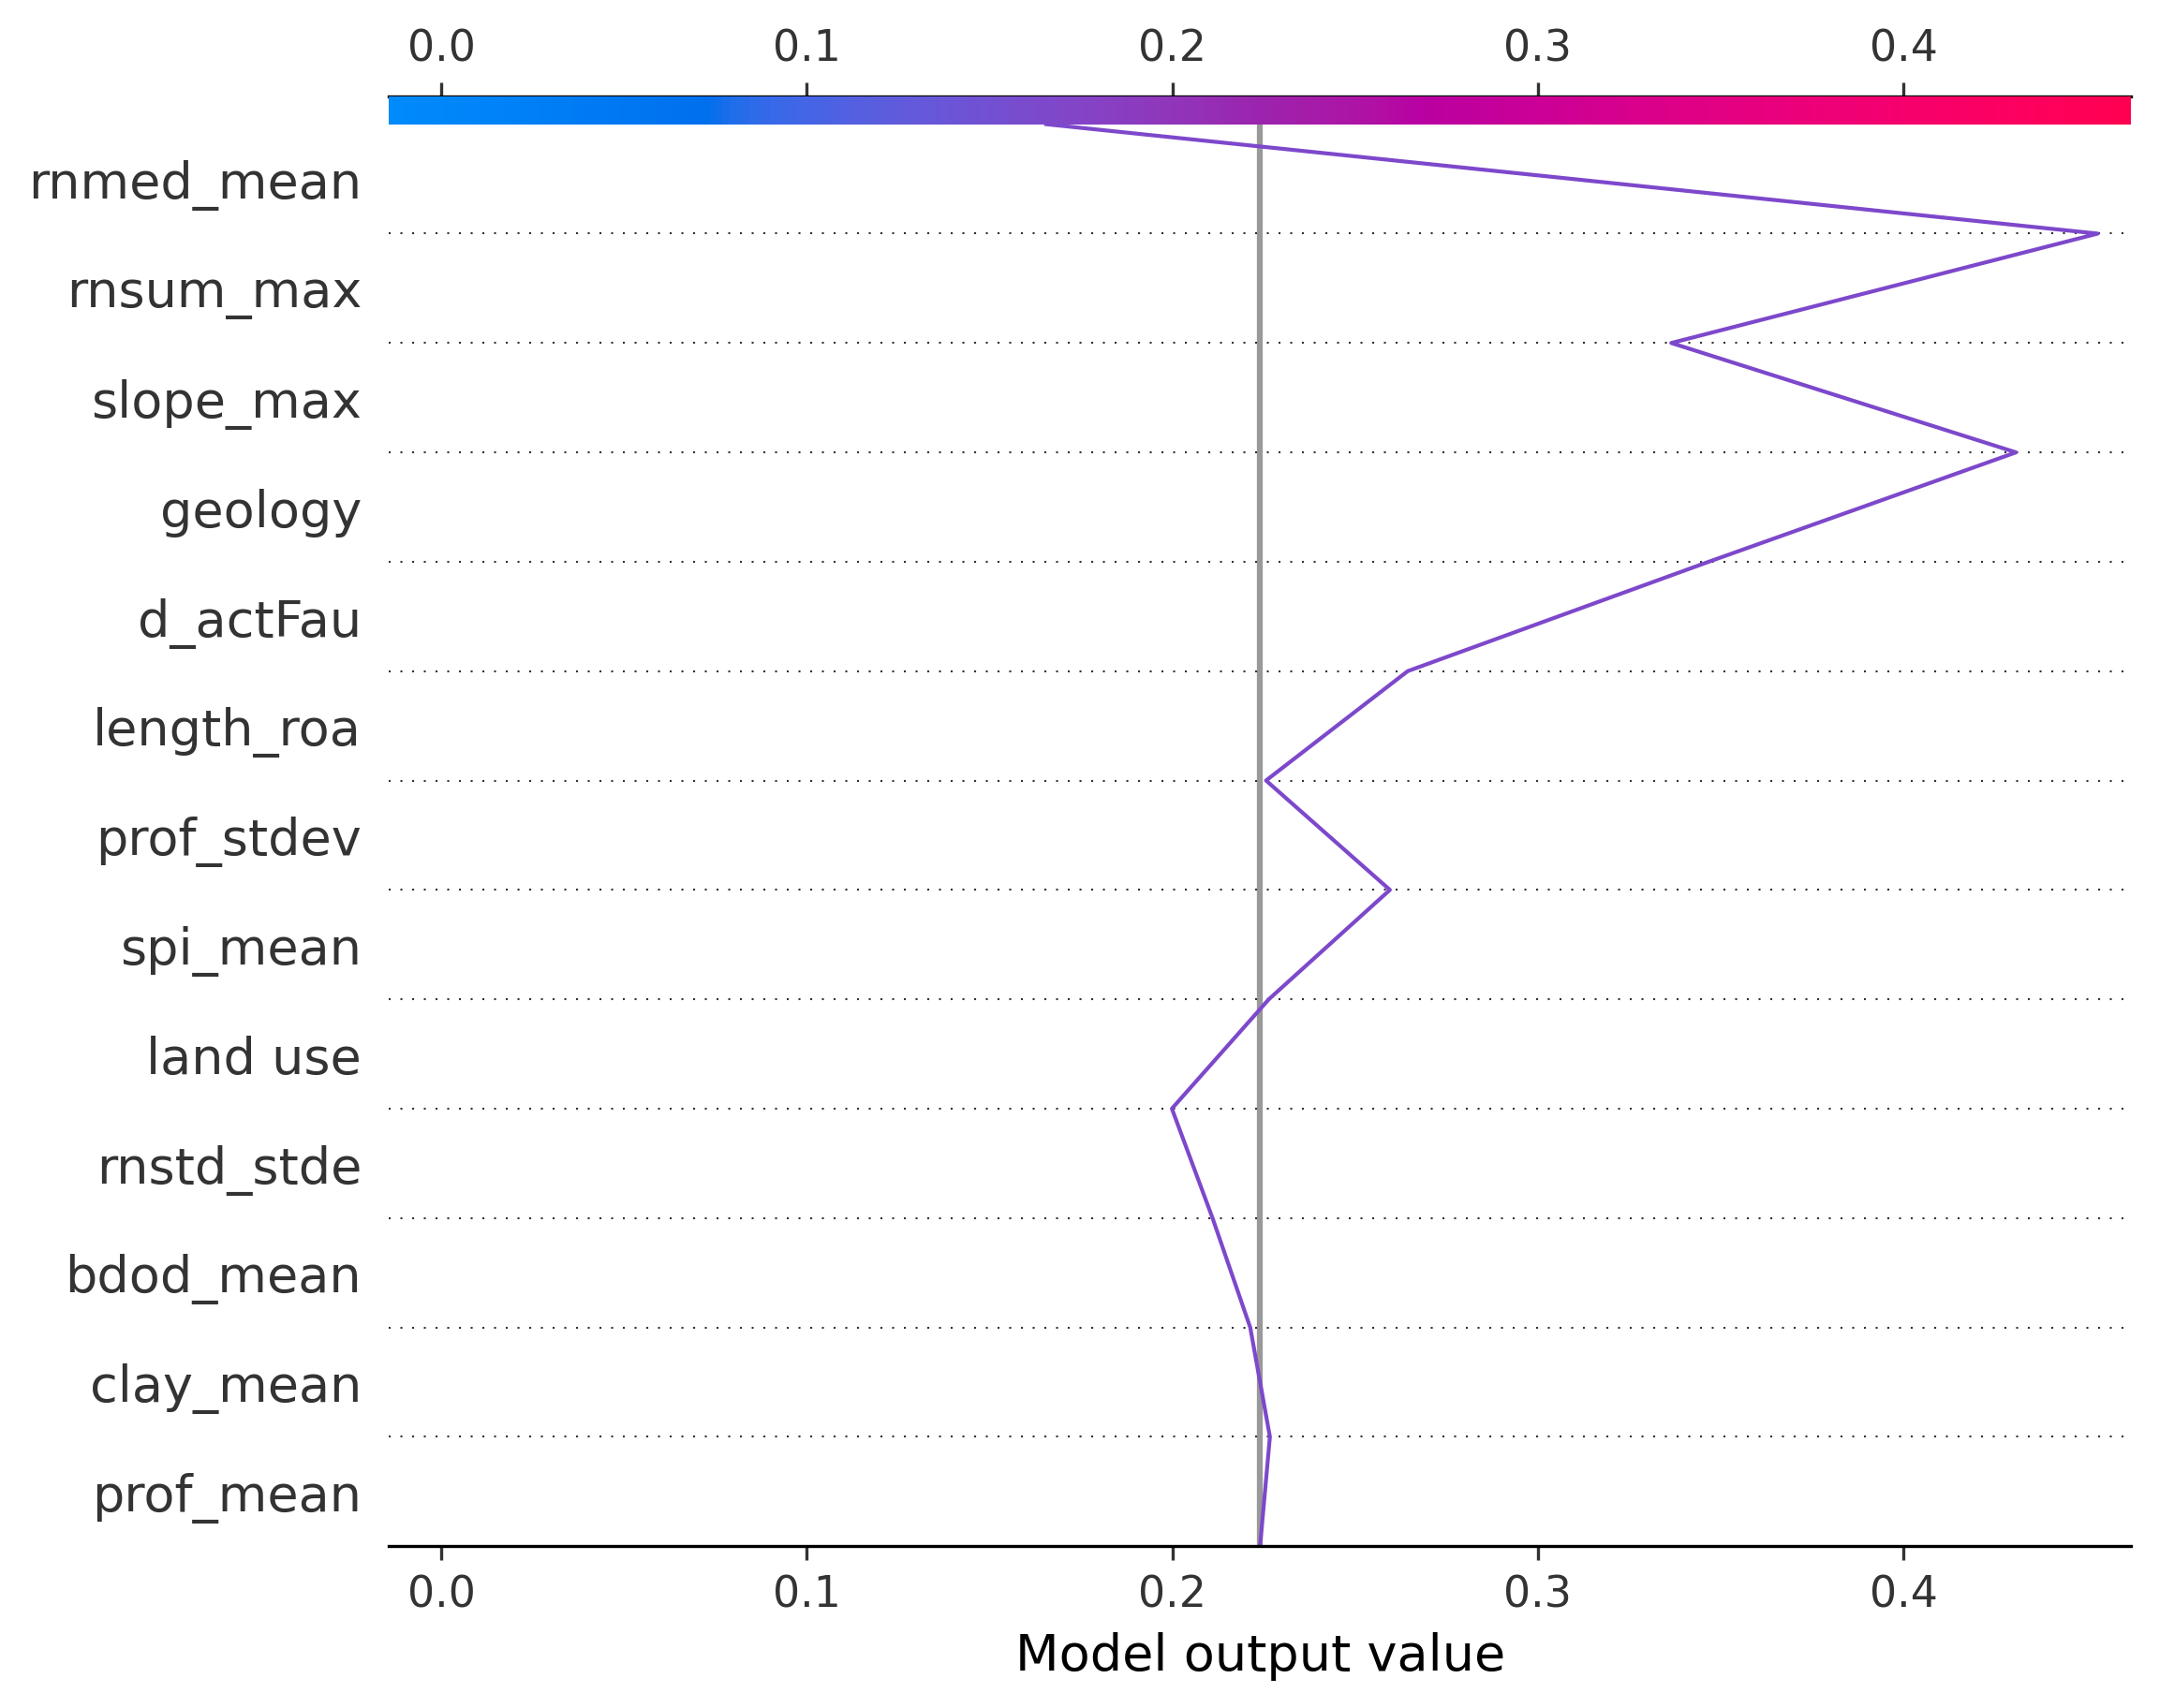 0.0 0.1 0.2 0.3 0.4
rnmed_mean
rnsum_max
slope_max
geology
d_actFau
length_roa
prof_stdev
spi_mean
land use
rnstd_stde
bdod_mean
clay_mean
prof_mean
0.0 0.1 0.2 0.3 0.4
Model output value